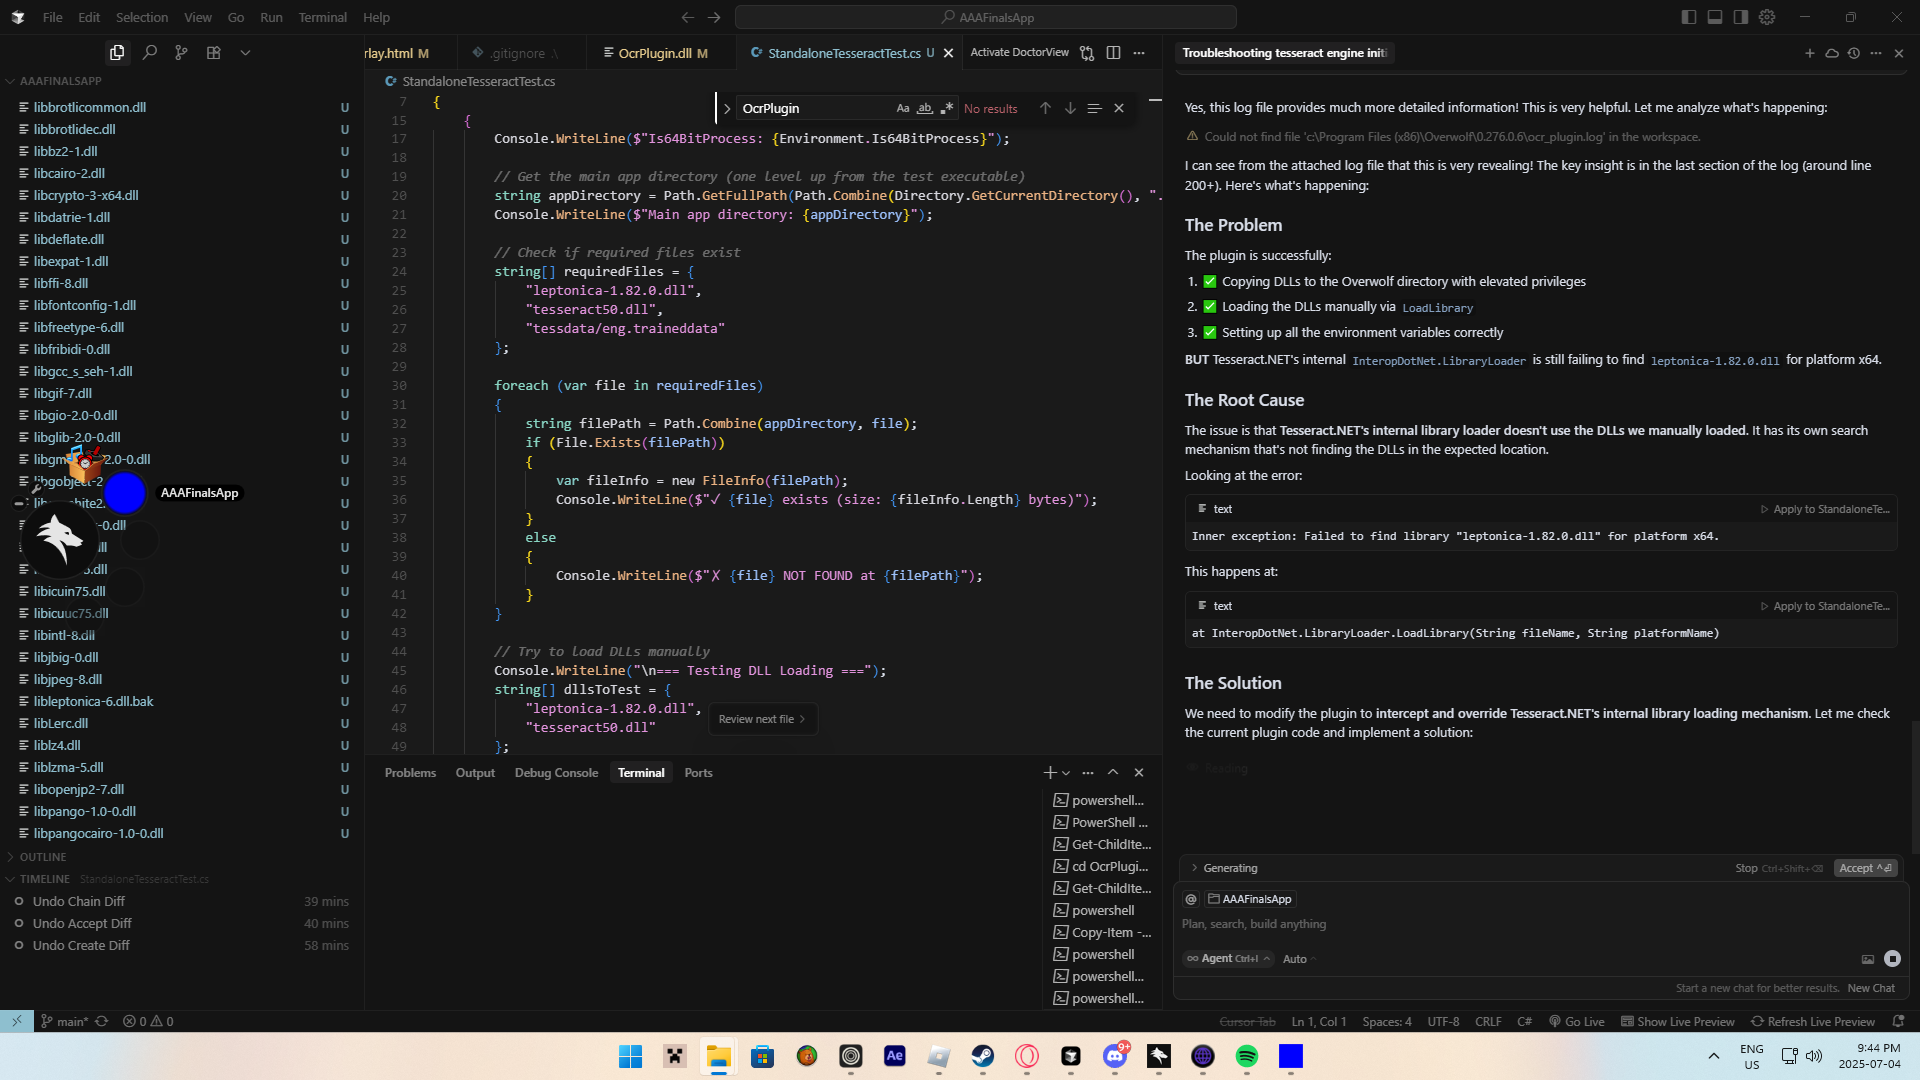 File Edit Selection View Go Run Terminal Help
AAAFinalsApp
rlay.html M
.gitignore
OcrPlugin.dll M
StandaloneTesseractTest.cs U
Activate DoctorView
Troubleshooting tesseract engine initi
AAAFINALSAPP
libbrotlicommon.dll U
libbrotlidec.dll U
libbz2-1.dll U
libcairo-2.dll U
libcrypto-3-x64.dll U
libdatrie-1.dll U
libdeflate.dll U
libexpat-1.dll U
libffi-8.dll U
libfontconfig-1.dll U
libfreetype-6.dll U
libfribidi-0.dll U
libgcc_s_seh-1.dll U
libgif-7.dll U
libgio-2.0-0.dll U
libglib-2.0-0.dll U
libgm 2.0-0.dll U
libgobject-2 U
U
-0.dll U
U
U
libicuin75.dll U
libicuuc75.dll U
libintl-8.dll U
libjbig-0.dll U
libjpeg-8.dll U
libleptonica-6.dll.bak U
libLerc.dll U
liblz4.dll U
liblzma-5.dll U
libopenjp2-7.dll U
libpango-1.0-0.dll U
libpangocairo-1.0-0.dll U
AAAFinalsApp
OUTLINE
TIMELINE StandaloneTesseractTest.cs
Undo Chain Diff 39 mins
Undo Accept Diff 40 mins
Undo Create Diff 58 mins
StandaloneTesseractTest.cs
OcrPlugin Aa ab .* No results
7 {
15 {
17 Console.WriteLine($"Is64BitProcess: {Environment.Is64BitProcess}");
18
19 // Get the main app directory (one level up from the test executable)
20 string appDirectory = Path.GetFullPath(Path.Combine(Directory.GetCurrentDirectory(), ".
21 Console.WriteLine($"Main app directory: {appDirectory}");
22
23 // Check if required files exist
24 string[] requiredFiles = {
25 "leptonica-1.82.0.dll",
26 "tesseract50.dll",
27 "tessdata/eng.traineddata"
28 };
29
30 foreach (var file in requiredFiles)
31 {
32 string filePath = Path.Combine(appDirectory, file);
33 if (File.Exists(filePath))
34 {
35 var fileInfo = new FileInfo(filePath);
36 Console.WriteLine($"✓ {file} exists (size: {fileInfo.Length} bytes)");
37 }
38 else
39 {
40 Console.WriteLine($"✗ {file} NOT FOUND at {filePath}");
41 }
42 }
43
44 // Try to load DLLs manually
45 Console.WriteLine("\n=== Testing DLL Loading ===");
46 string[] dllsToTest = {
47 "leptonica-1.82.0.dll",
48 "tesseract50.dll"
49 };
Review next file
Problems Output Debug Console Terminal Ports
powershell...
PowerShell ...
Get-ChildIte...
cd OcrPlugi...
Get-ChildIte...
powershell
Copy-Item -...
powershell
powershell...
powershell...
Yes, this log file provides much more detailed information! This is very helpful. Let me analyze what's happening:
Could not find file 'c:\Program Files (x86)\Overwolf\0.276.0.6\ocr_plugin.log' in the workspace.
I can see from the attached log file that this is very revealing! The key insight is in the last section of the log (around line
200+). Here's what's happening:
The Problem
The plugin is successfully:
1. ✅ Copying DLLs to the Overwolf directory with elevated privileges
2. ✅ Loading the DLLs manually via LoadLibrary
3. ✅ Setting up all the environment variables correctly
BUT Tesseract.NET's internal InteropDotNet.LibraryLoader is still failing to find leptonica-1.82.0.dll for platform x64.
The Root Cause
The issue is that Tesseract.NET's internal library loader doesn't use the DLLs we manually loaded. It has its own search
mechanism that's not finding the DLLs in the expected location.
Looking at the error:
text Apply to StandaloneTe...
Inner exception: Failed to find library "leptonica-1.82.0.dll" for platform x64.
This happens at:
text Apply to StandaloneTe...
at InteropDotNet.LibraryLoader.LoadLibrary(String fileName, String platformName)
The Solution
We need to modify the plugin to intercept and override Tesseract.NET's internal library loading mechanism. Let me check
the current plugin code and implement a solution:
Reading
Generating Stop Ctrl+Shift+⌫ Accept ^⏎
@ AAAFinalsApp
Plan, search, build anything
Agent Ctrl+I Auto
Start a new chat for better results. New Chat
main* 0 0
Cursor Tab Ln 1, Col 1 Spaces: 4 UTF-8 CRLF C# Go Live Show Live Preview Refresh Live Preview
Ae
9+
ENG
US
9:44 PM
2025-07-04